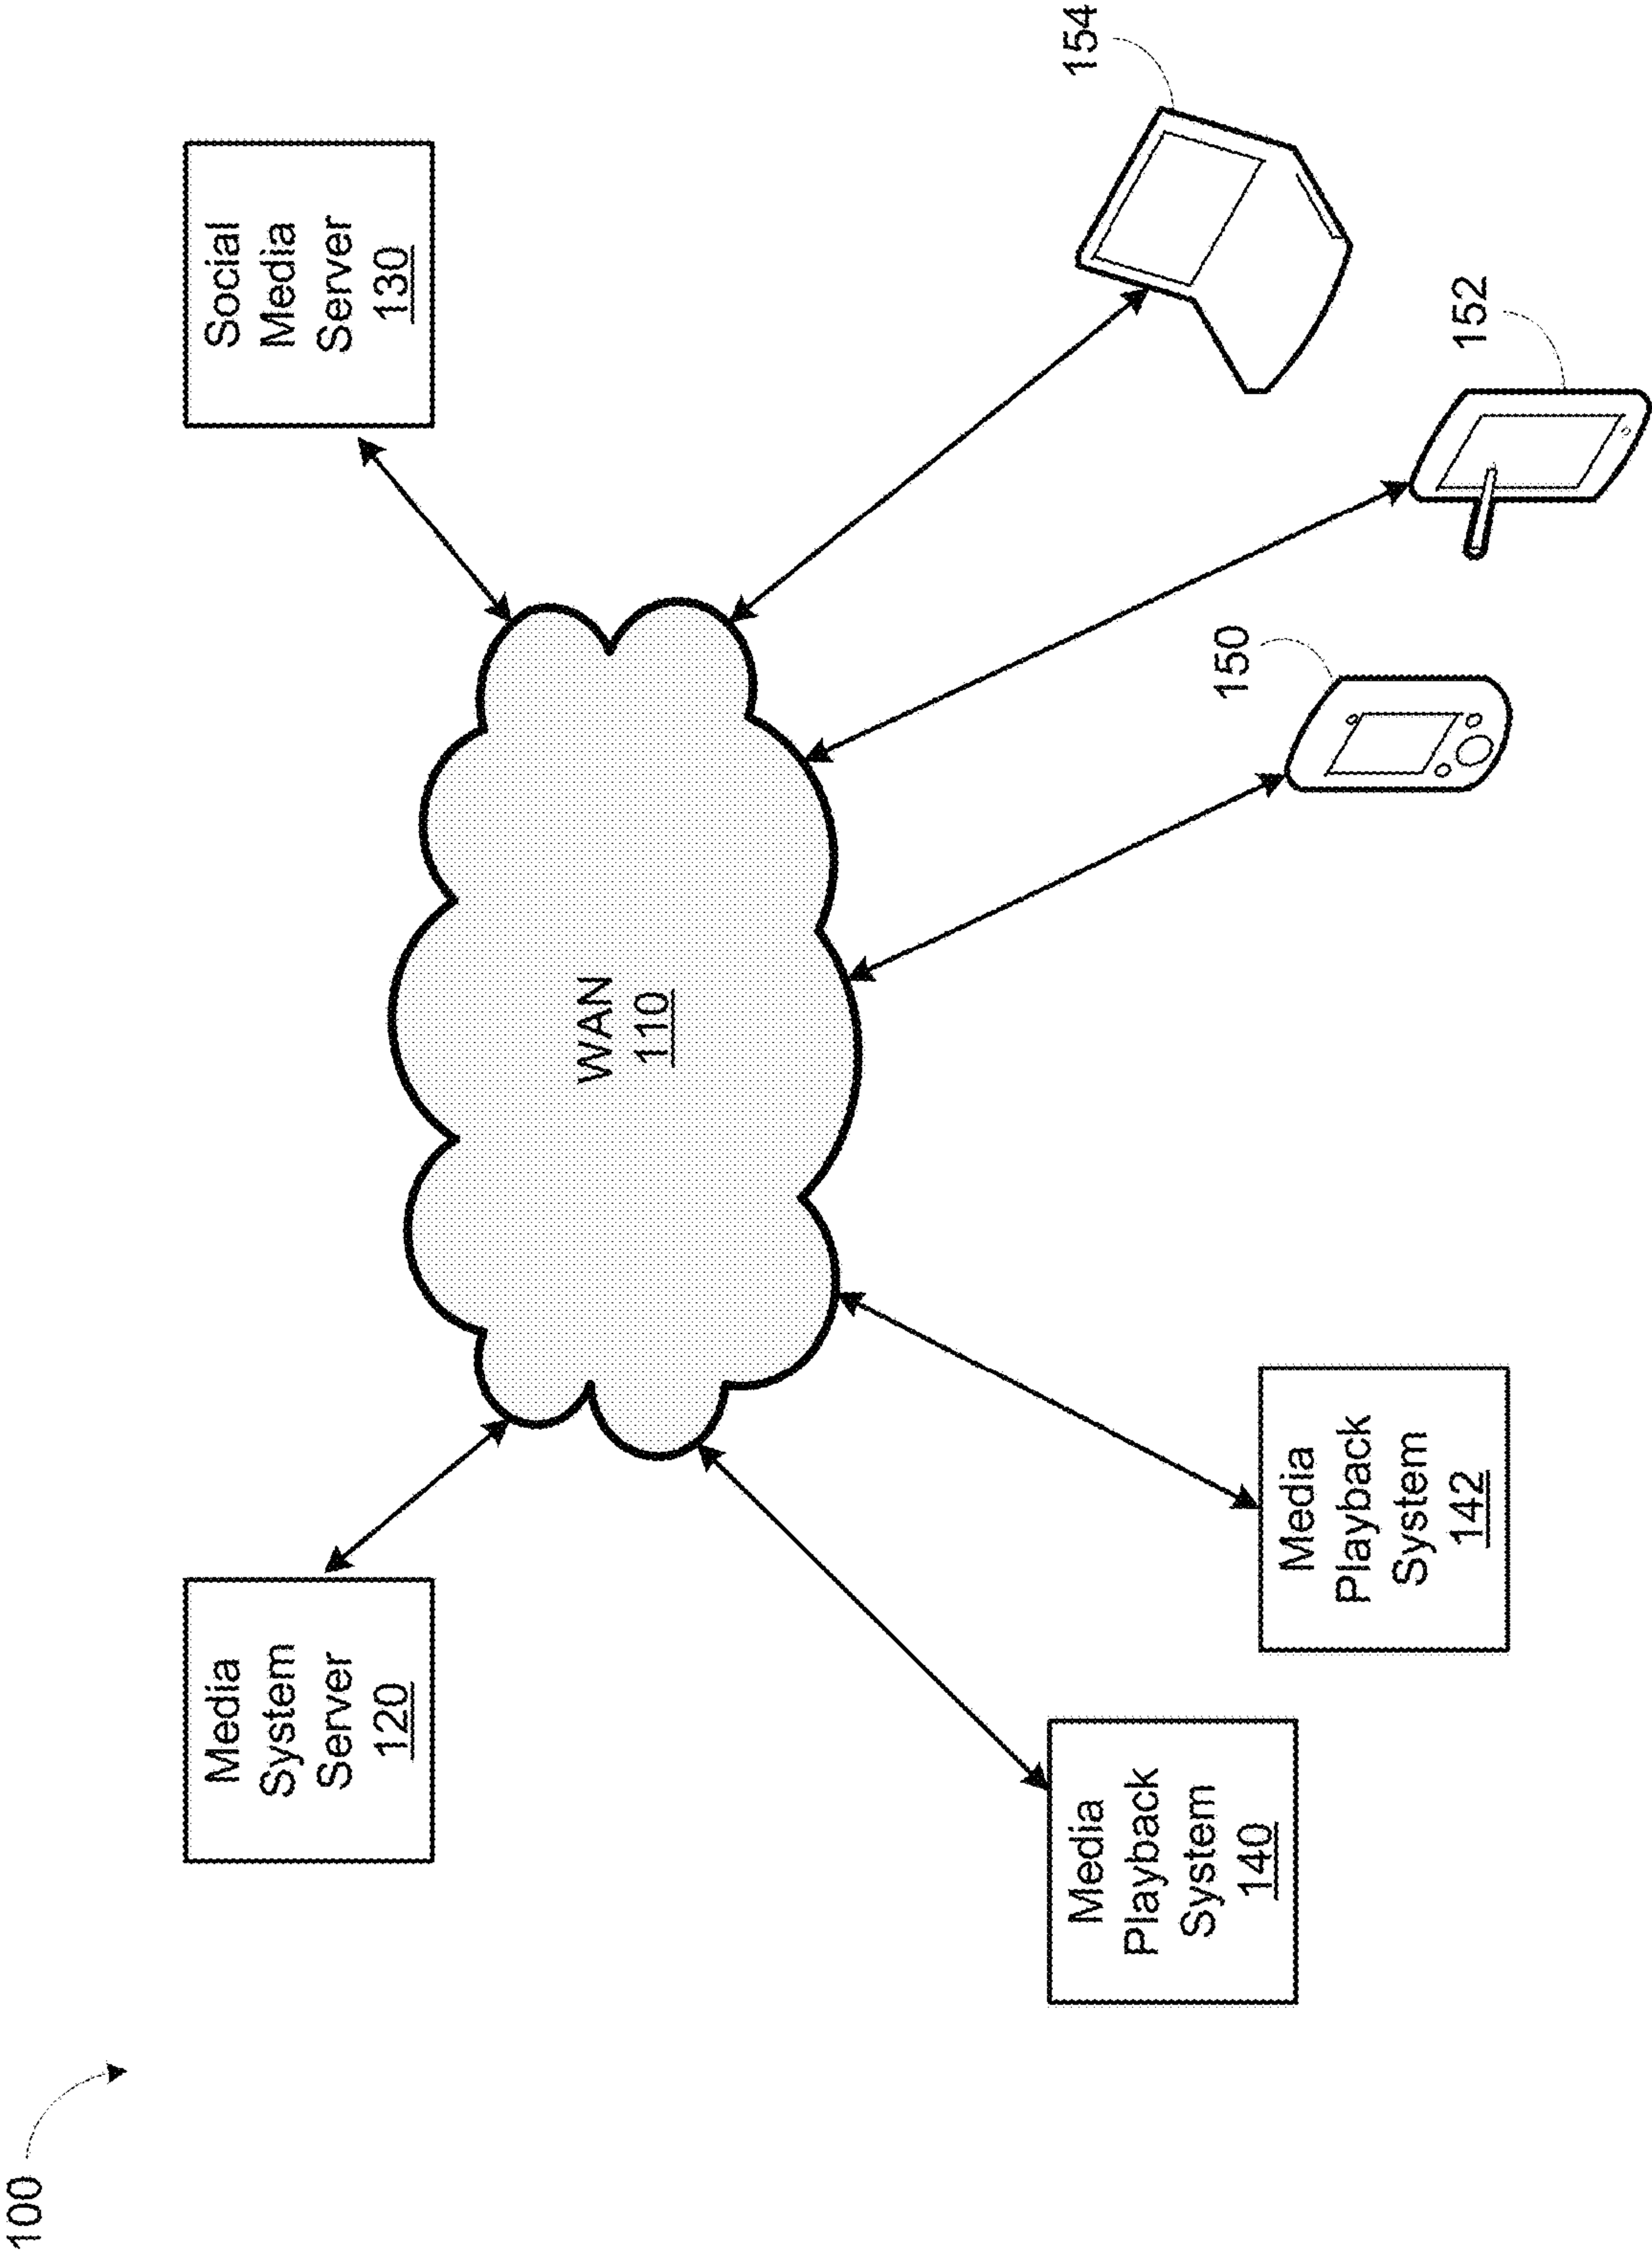 100
Media
System
Server
120
Social
Media
Server
130
WAN
110
Media
Playback
System
140
Media
Playback
System
142
150
152
154